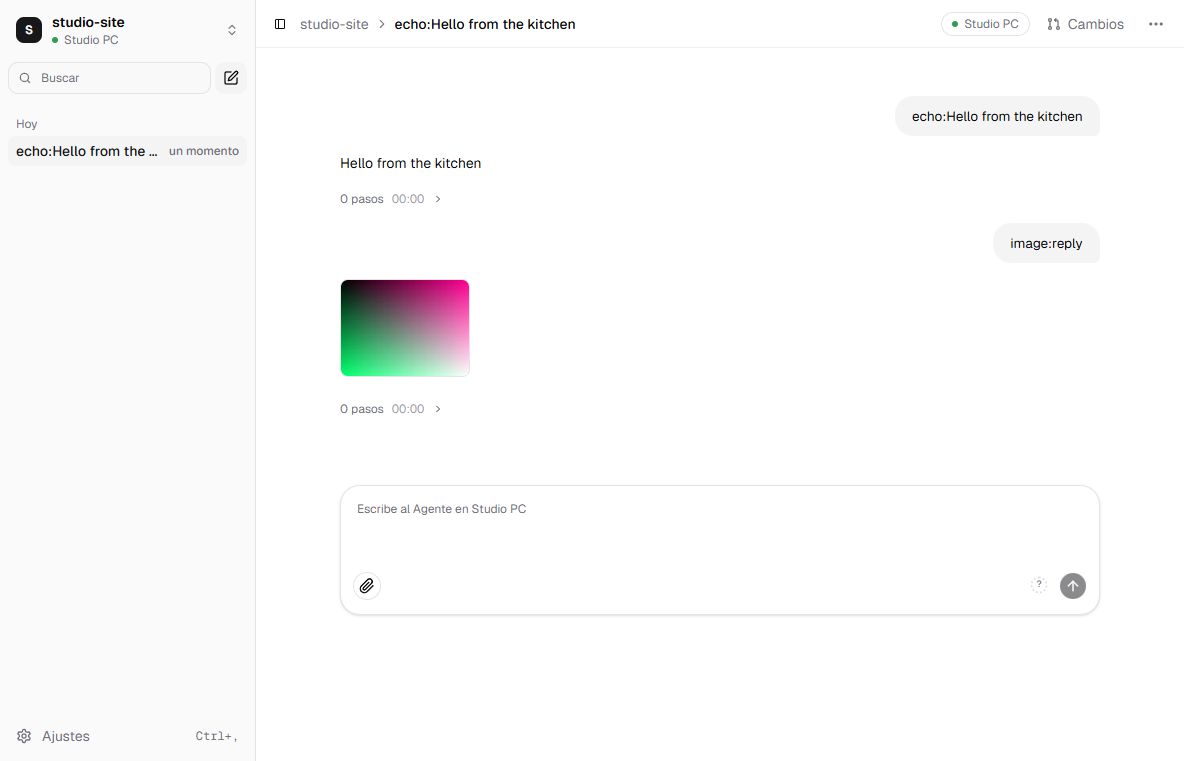 S
studio-site
Studio PC
Buscar
Hoy
echo:Hello from the ... un momento
Ajustes Ctrl+,
studio-site > echo:Hello from the kitchen
Studio PC
Cambios
echo:Hello from the kitchen
Hello from the kitchen
0 pasos 00:00
image:reply
0 pasos 00:00
Escribe al Agente en Studio PC
?